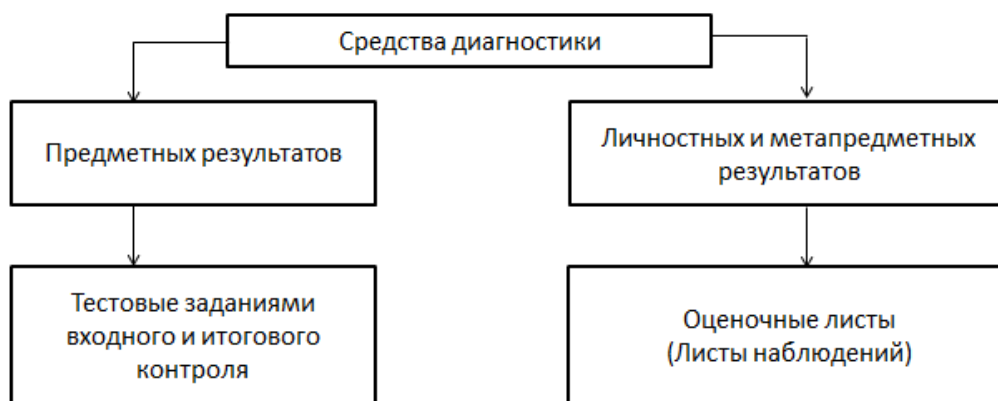 Средства диагностики
Предметных результатов
Личностных и метапредметных
результатов
Тестовые заданиями
входного и итогового
контроля
Оценочные листы
(Листы наблюдений)